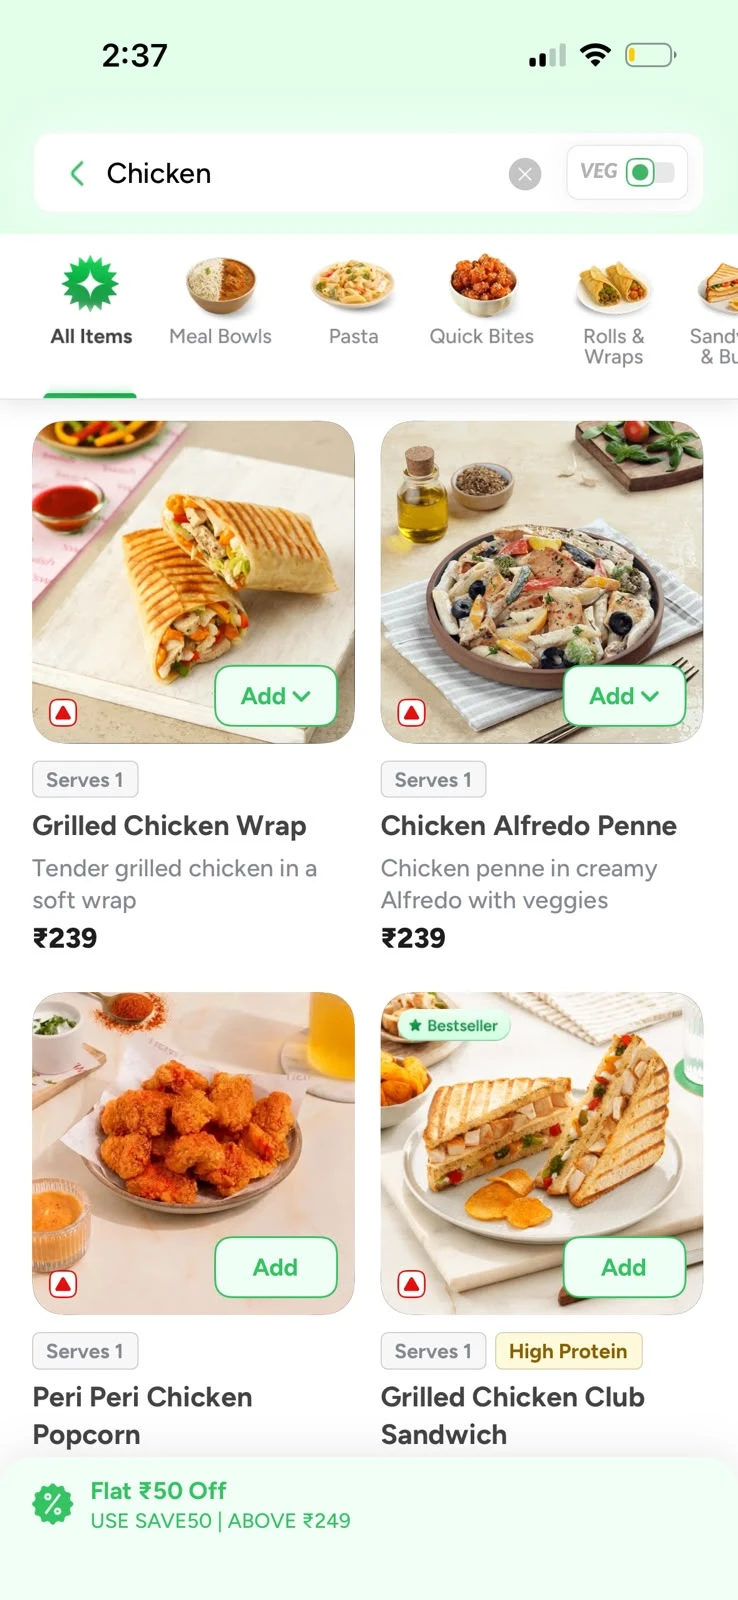 2:37
Chicken
VEG
All Items
Meal Bowls
Pasta
Quick Bites
Rolls &
Wraps
Sandw
& Bu
Add
Add
Serves 1
Serves 1
Grilled Chicken Wrap
Chicken Alfredo Penne
Tender grilled chicken in a
soft wrap
Chicken penne in creamy
Alfredo with veggies
₹239
₹239
Bestseller
Add
Add
Serves 1
Serves 1
High Protein
Peri Peri Chicken
Popcorn
Grilled Chicken Club
Sandwich
Flat ₹50 Off
USE SAVE50 | ABOVE ₹249